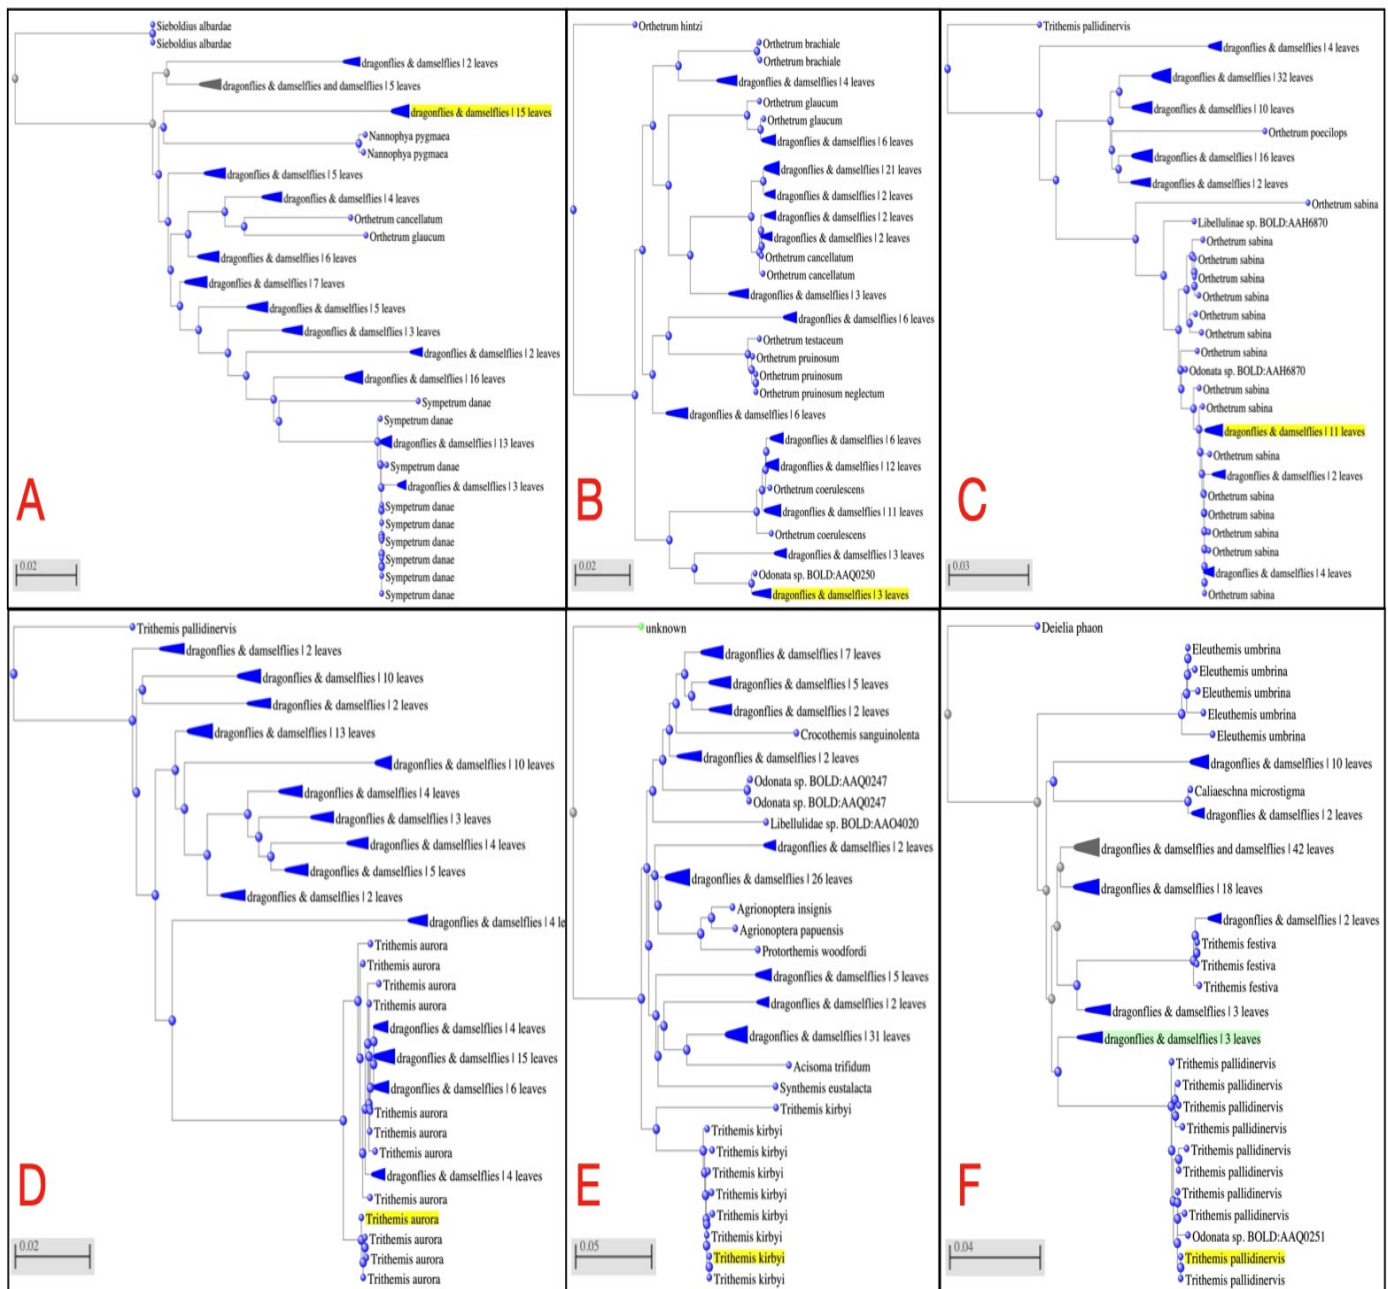 Sieboldius albardae
Sieboldius albardae
dragonflies & damselflies | 2 leaves
dragonflies & damselflies and damselflies | 5 leaves
dragonflies & damselflies | 15 leaves
Nannophya pygmaea
Nannophya pygmaea
dragonflies & damselflies | 5 leaves
dragonflies & damselflies | 4 leaves
Orthetrum cancellatum
Orthetrum glaucum
dragonflies & damselflies | 6 leaves
dragonflies & damselflies | 7 leaves
dragonflies & damselflies | 5 leaves
dragonflies & damselflies | 3 leaves
dragonflies & damselflies | 2 leaves
dragonflies & damselflies | 16 leaves
Sympetrum danae
Sympetrum danae
dragonflies & damselflies | 13 leaves
Sympetrum danae
dragonflies & damselflies | 3 leaves
Sympetrum danae
Sympetrum danae
Sympetrum danae
Sympetrum danae
Sympetrum danae
Sympetrum danae
A
0.02
Orthetrum hintzi
Orthetrum brachiale
Orthetrum brachiale
dragonflies & damselflies | 4 leaves
Orthetrum glaucum
Orthetrum glaucum
dragonflies & damselflies | 6 leaves
dragonflies & damselflies | 21 leaves
dragonflies & damselflies | 2 leaves
dragonflies & damselflies | 2 leaves
dragonflies & damselflies | 2 leaves
Orthetrum cancellatum
Orthetrum cancellatum
dragonflies & damselflies | 3 leaves
dragonflies & damselflies | 6 leaves
Orthetrum testaceum
Orthetrum pruinosum
Orthetrum pruinosum
Orthetrum pruinosum neglectum
dragonflies & damselflies | 6 leaves
dragonflies & damselflies | 6 leaves
dragonflies & damselflies | 12 leaves
Orthetrum coerulescens
dragonflies & damselflies | 11 leaves
Orthetrum coerulescens
dragonflies & damselflies | 3 leaves
Odonata sp. BOLD:AAQ0250
dragonflies & damselflies | 3 leaves
B
0.02
Trithemis pallidinervis
dragonflies & damselflies | 4 leaves
dragonflies & damselflies | 32 leaves
dragonflies & damselflies | 10 leaves
Orthetrum poecilops
dragonflies & damselflies | 16 leaves
dragonflies & damselflies | 2 leaves
Orthetrum sabina
Libellulinae sp. BOLD:AAH6870
Orthetrum sabina
Orthetrum sabina
Orthetrum sabina
Orthetrum sabina
Orthetrum sabina
Orthetrum sabina
Orthetrum sabina
Odonata sp. BOLD:AAH6870
Orthetrum sabina
Orthetrum sabina
dragonflies & damselflies | 11 leaves
Orthetrum sabina
dragonflies & damselflies | 2 leaves
Orthetrum sabina
Orthetrum sabina
Orthetrum sabina
Orthetrum sabina
dragonflies & damselflies | 4 leaves
Orthetrum sabina
C
0.03
Trithemis pallidinervis
dragonflies & damselflies | 2 leaves
dragonflies & damselflies | 10 leaves
dragonflies & damselflies | 2 leaves
dragonflies & damselflies | 13 leaves
dragonflies & damselflies | 10 leaves
dragonflies & damselflies | 4 leaves
dragonflies & damselflies | 3 leaves
dragonflies & damselflies | 4 leaves
dragonflies & damselflies | 5 leaves
dragonflies & damselflies | 2 leaves
dragonflies & damselflies | 4 le
Trithemis aurora
Trithemis aurora
Trithemis aurora
Trithemis aurora
dragonflies & damselflies | 4 leaves
dragonflies & damselflies | 15 leaves
dragonflies & damselflies | 6 leaves
Trithemis aurora
Trithemis aurora
Trithemis aurora
dragonflies & damselflies | 4 leaves
Trithemis aurora
Trithemis aurora
Trithemis aurora
Trithemis aurora
Trithemis aurora
D
0.02
unknown
dragonflies & damselflies | 7 leaves
dragonflies & damselflies | 5 leaves
dragonflies & damselflies | 2 leaves
Crocothemis sanguinolenta
dragonflies & damselflies | 2 leaves
Odonata sp. BOLD:AAQ0247
Odonata sp. BOLD:AAQ0247
Libellulidae sp. BOLD:AAO4020
dragonflies & damselflies | 2 leaves
dragonflies & damselflies | 26 leaves
Agrionoptera insignis
Agrionoptera papuensis
Protorthemis woodfordi
dragonflies & damselflies | 5 leaves
dragonflies & damselflies | 2 leaves
dragonflies & damselflies | 31 leaves
Acisoma trifidum
Synthemis eustalacta
Trithemis kirbyi
Trithemis kirbyi
Trithemis kirbyi
Trithemis kirbyi
Trithemis kirbyi
Trithemis kirbyi
Trithemis kirbyi
Trithemis kirbyi
Trithemis kirbyi
E
0.05
Deielia phaon
Eleuthemis umbrina
Eleuthemis umbrina
Eleuthemis umbrina
Eleuthemis umbrina
Eleuthemis umbrina
dragonflies & damselflies | 10 leaves
Caliaeschna microstigma
dragonflies & damselflies | 2 leaves
dragonflies & damselflies and damselflies | 42 leaves
dragonflies & damselflies | 18 leaves
dragonflies & damselflies | 2 leaves
Trithemis festiva
Trithemis festiva
Trithemis festiva
dragonflies & damselflies | 3 leaves
dragonflies & damselflies | 3 leaves
Trithemis pallidinervis
Trithemis pallidinervis
Trithemis pallidinervis
Trithemis pallidinervis
Trithemis pallidinervis
Trithemis pallidinervis
Trithemis pallidinervis
Trithemis pallidinervis
Odonata sp. BOLD:AAQ0251
Trithemis pallidinervis
Trithemis pallidinervis
F
0.04